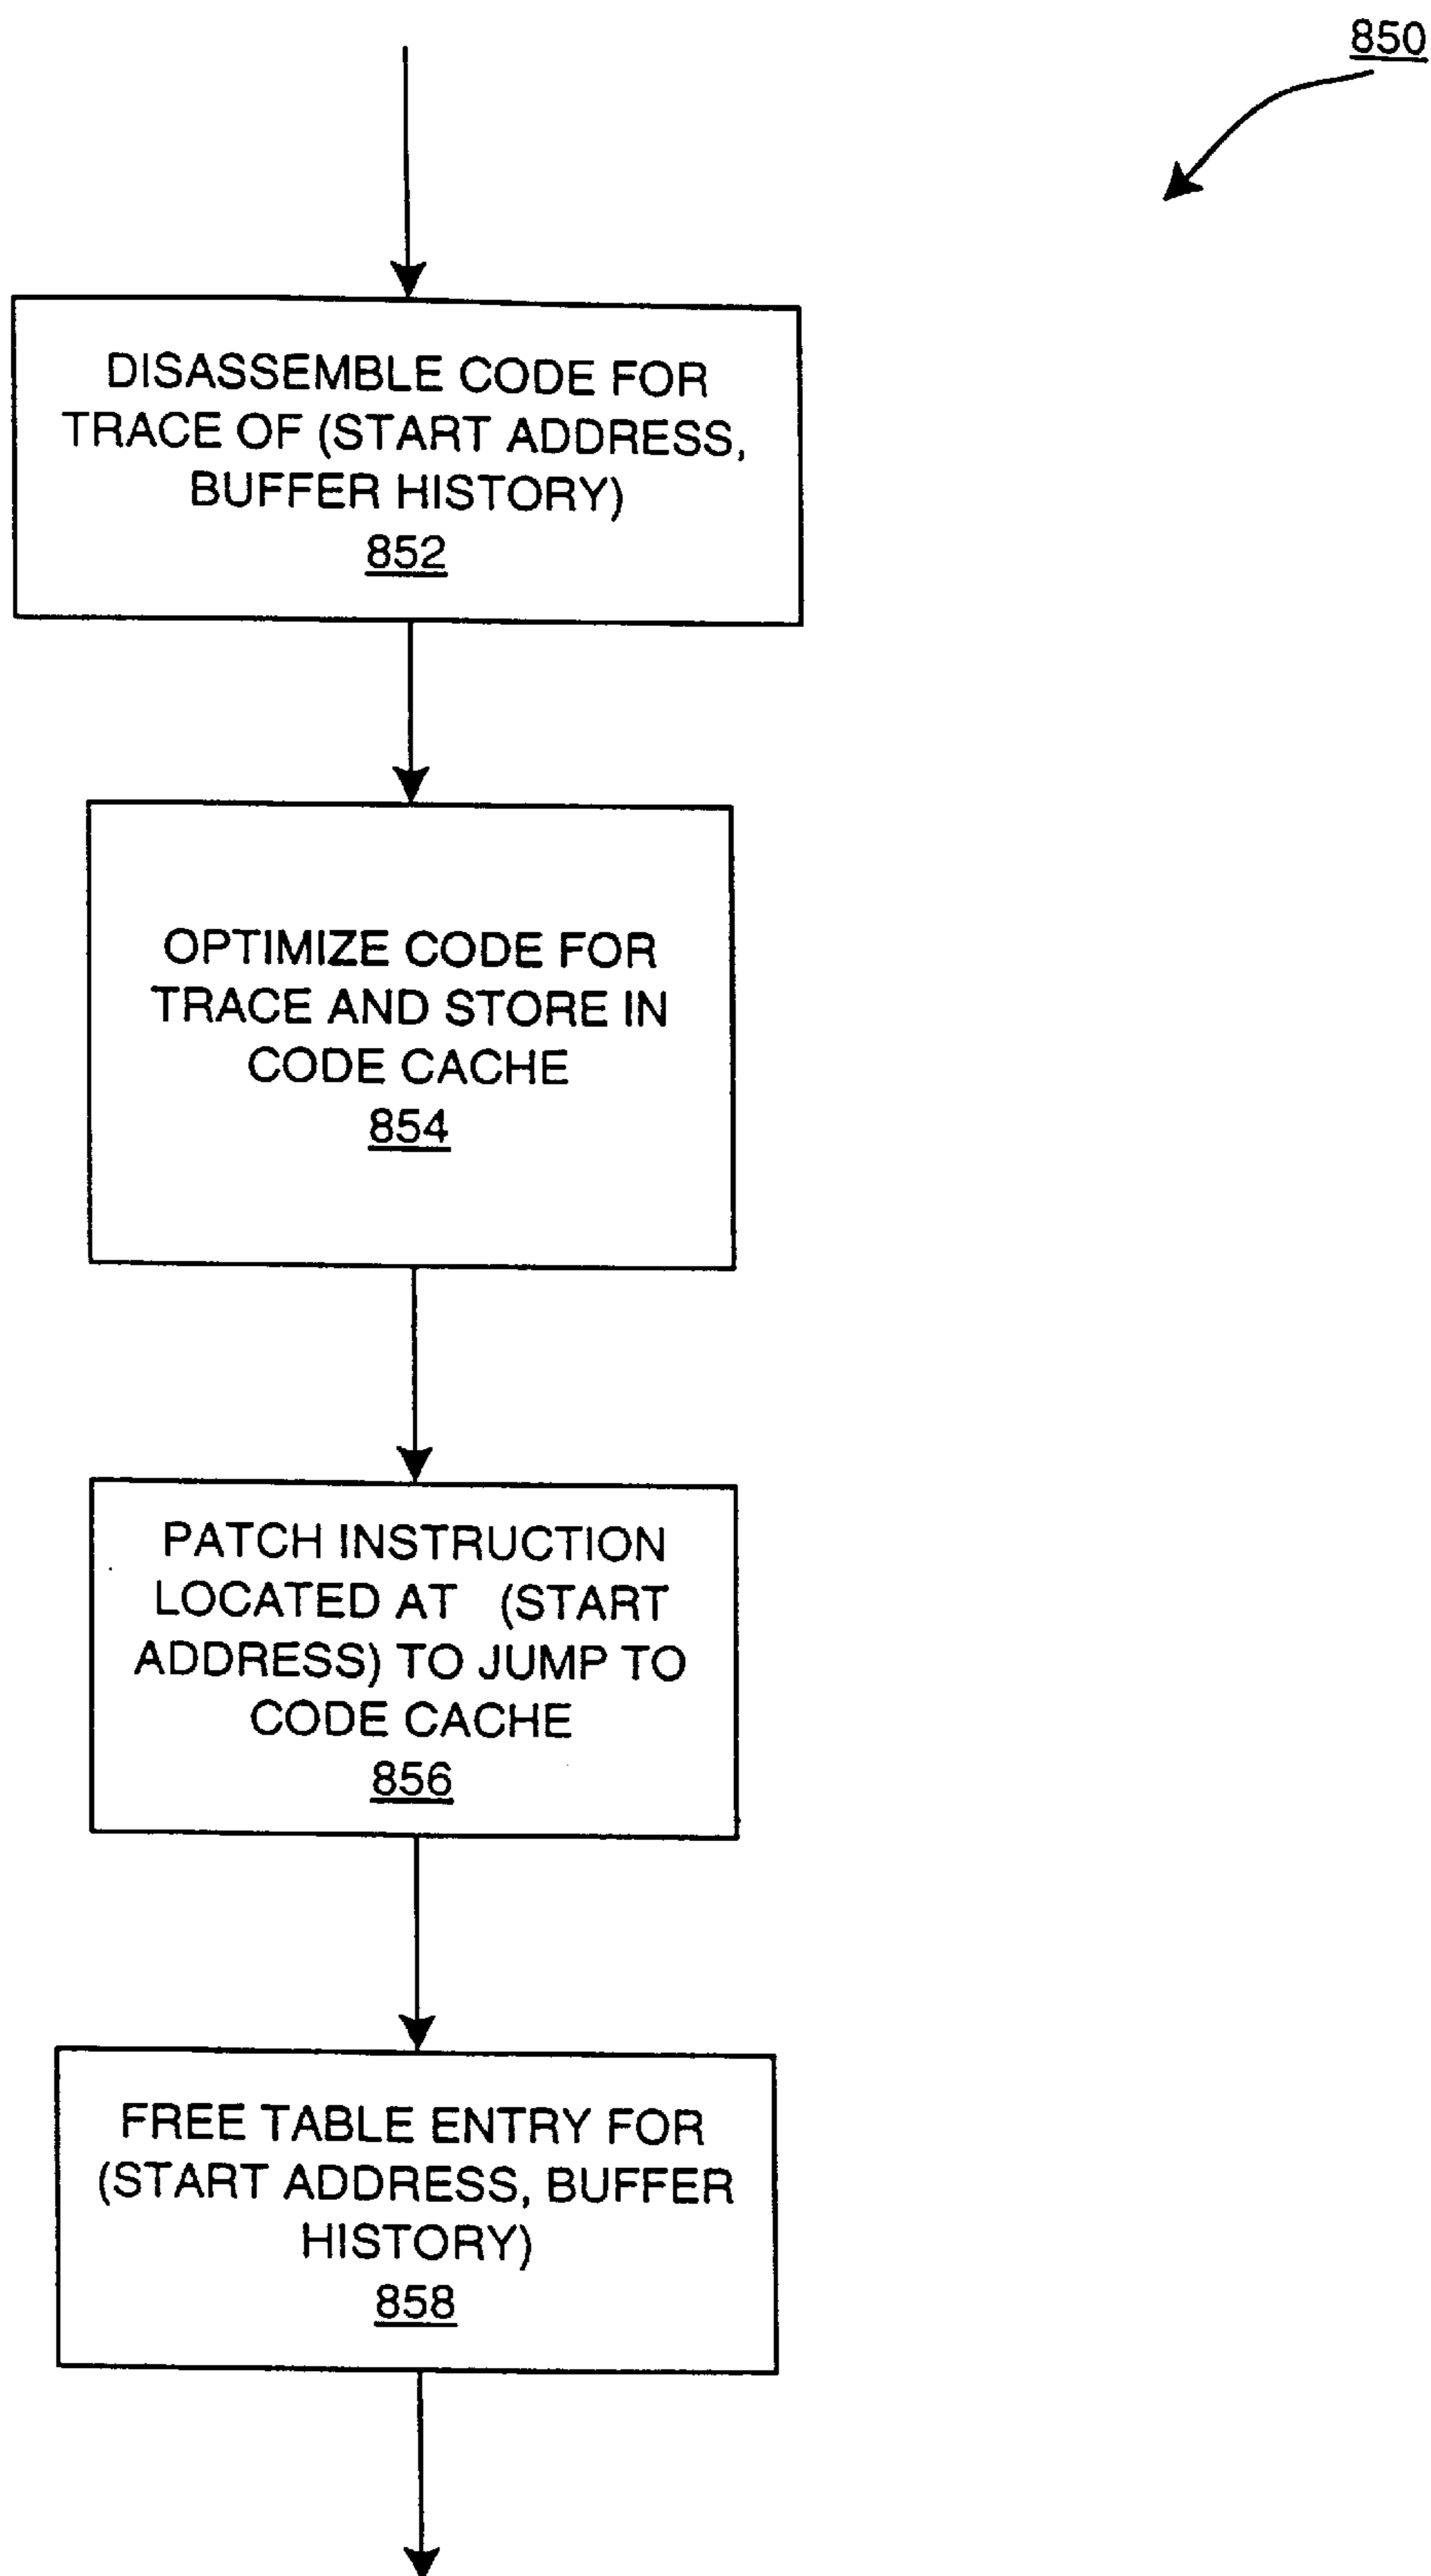 850
DISASSEMBLE CODE FOR
TRACE OF (START ADDRESS,
BUFFER HISTORY)
852
OPTIMIZE CODE FOR
TRACE AND STORE IN
CODE CACHE
854
PATCH INSTRUCTION
LOCATED AT (START
ADDRESS) TO JUMP TO
CODE CACHE
856
FREE TABLE ENTRY FOR
(START ADDRESS, BUFFER
HISTORY)
858